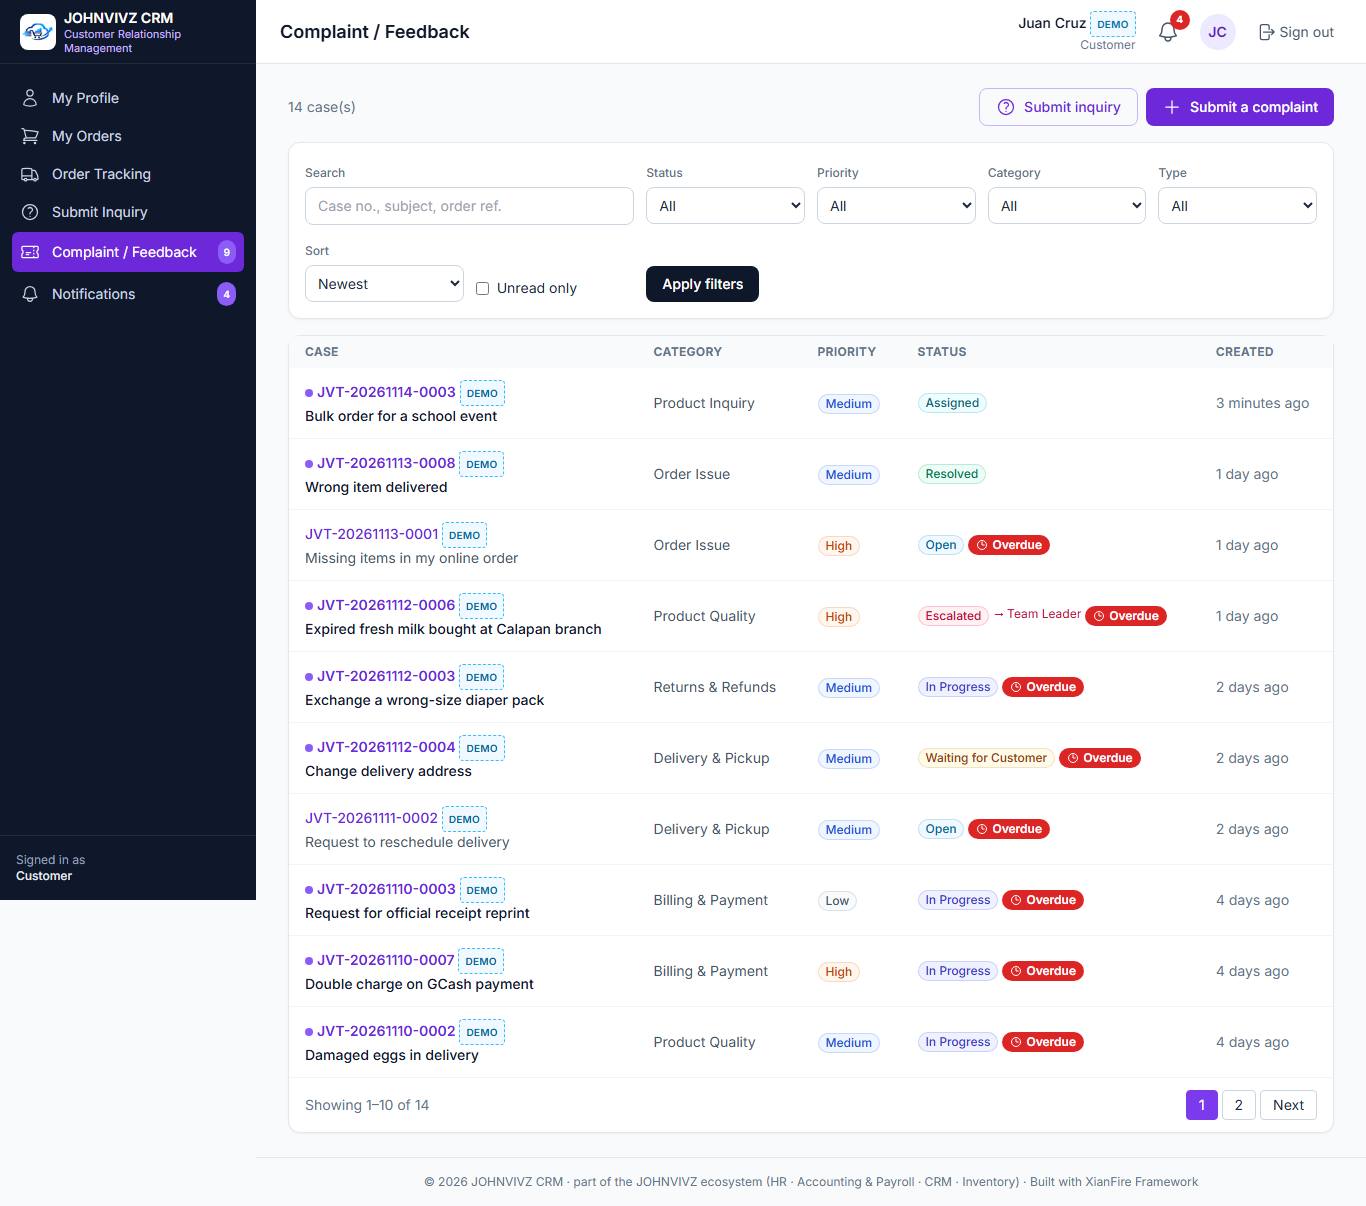 JOHNVIVZ CRM
Customer Relationship
Management
My Profile
My Orders
Order Tracking
Submit Inquiry
Complaint / Feedback 9
Notifications 4
Signed in as
Customer
Complaint / Feedback
Juan Cruz DEMO
Customer
4
JC
Sign out
14 case(s)
Submit inquiry
Submit a complaint
Search Status Priority Category Type
Case no., subject, order ref. All All All All
Sort
Newest Unread only Apply filters
CASE CATEGORY PRIORITY STATUS CREATED
JVT-20261114-0003 DEMO
Bulk order for a school event
Product Inquiry Medium Assigned 3 minutes ago
JVT-20261113-0008 DEMO
Wrong item delivered
Order Issue Medium Resolved 1 day ago
JVT-20261113-0001 DEMO
Missing items in my online order
Order Issue High Open Overdue 1 day ago
JVT-20261112-0006 DEMO
Expired fresh milk bought at Calapan branch
Product Quality High Escalated → Team Leader Overdue 1 day ago
JVT-20261112-0003 DEMO
Exchange a wrong-size diaper pack
Returns & Refunds Medium In Progress Overdue 2 days ago
JVT-20261112-0004 DEMO
Change delivery address
Delivery & Pickup Medium Waiting for Customer Overdue 2 days ago
JVT-20261111-0002 DEMO
Request to reschedule delivery
Delivery & Pickup Medium Open Overdue 2 days ago
JVT-20261110-0003 DEMO
Request for official receipt reprint
Billing & Payment Low In Progress Overdue 4 days ago
JVT-20261110-0007 DEMO
Double charge on GCash payment
Billing & Payment High In Progress Overdue 4 days ago
JVT-20261110-0002 DEMO
Damaged eggs in delivery
Product Quality Medium In Progress Overdue 4 days ago
Showing 1–10 of 14
1 2 Next
© 2026 JOHNVIVZ CRM · part of the JOHNVIVZ ecosystem (HR · Accounting & Payroll · CRM · Inventory) · Built with XianFire Framework